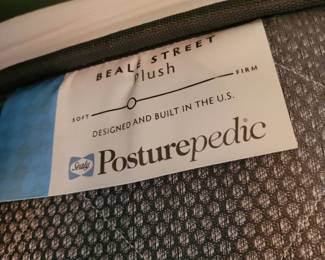 BEALE STREET
plush
SOFT FIRM
DESIGNED AND BUILT IN THE U.S.
Sealy Posturepedic